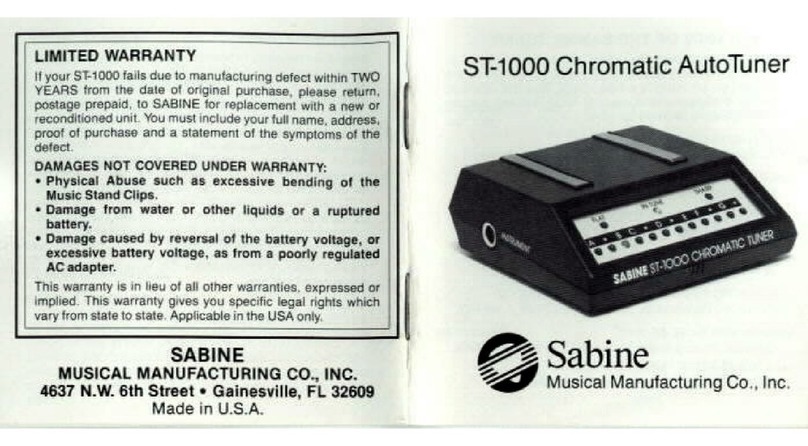 LIMITED WARRANTY
If your ST-1000 fails due to manufacturing defect within TWO
YEARS from the date of original purchase, please return,
postage prepaid, to SABINE for replacement with a new or
reconditioned unit. You must include your full name, address,
proof of purchase and a statement of the symptoms of the
defect.
DAMAGES NOT COVERED UNDER WARRANTY:
• Physical Abuse such as excessive bending of the
Music Stand Clips.
• Damage from water or other liquids or a ruptured
battery.
• Damage caused by reversal of the battery voltage, or
excessive battery voltage, as from a poorly regulated
AC adapter.
This warranty is in lieu of all other warranties, expressed or
implied. This warranty gives you specific legal rights which
vary from state to state. Applicable in the USA only.
SABINE
MUSICAL MANUFACTURING CO., INC.
4637 N.W. 6th Street • Gainesville, FL 32609
Made in U.S.A.
ST-1000 Chromatic AutoTuner
FLAT IN TUNE SHARP
A • B C • D • E F • G •
INSTRUMENT
SABINE ST-1000 CHROMATIC TUNER
Sabine
Musical Manufacturing Co., Inc.